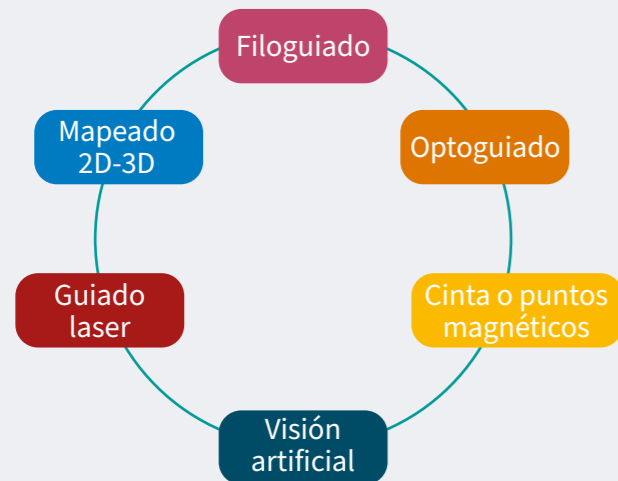 Filoguiado
Mapeado
2D-3D
Optoguiado
Guiado
laser
Cinta o puntos
magnéticos
Visión
artificial